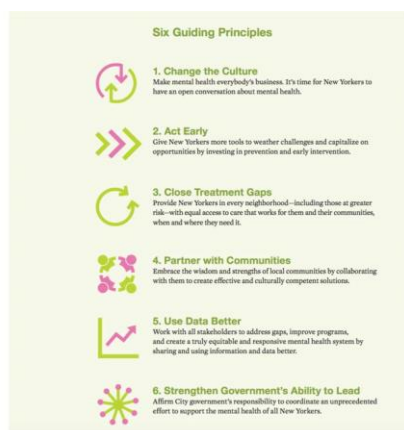 Six Guiding Principles
1. Change the Culture
Make mental health everybody's business. It's time for New Yorkers to
have an open conversation about mental health.
2. Act Early
Give New Yorkers more tools to weather challenges and capitalize on
opportunities by investing in prevention and early intervention.
3. Close Treatment Gaps
Provide New Yorkers in every neighborhood—including those at greater
risk—with equal access to care that works for them and their communities,
when and where they need it.
4. Partner with Communities
Embrace the wisdom and strengths of local communities by collaborating
with them to create effective and culturally competent solutions.
5. Use Data Better
Work with all stakeholders to address gaps, improve programs,
and create a truly equitable and responsive mental health system by
sharing and using information and data better.
6. Strengthen Government's Ability to Lead
Affirm City government's responsibility to coordinate an unprecedented
effort to support the mental health of all New Yorkers.